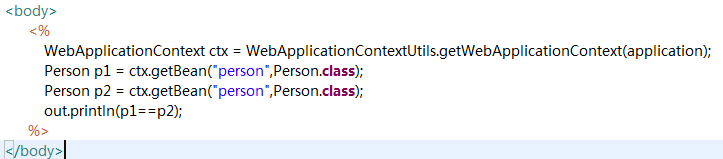 <body>
<%
WebApplicationContext ctx = WebApplicationContextUtils.getWebApplicationContext(application);
Person p1 = ctx.getBean("person",Person.class);
Person p2 = ctx.getBean("person",Person.class);
out.println(p1==p2);
%>
</body>